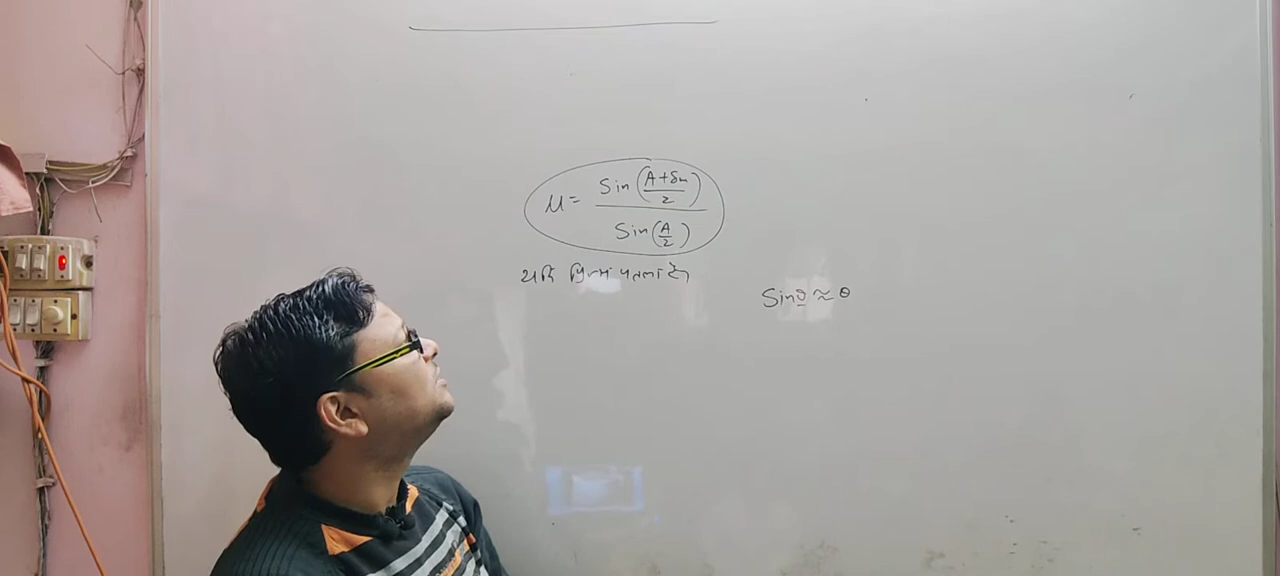 μ = Sin(A+δm/2) / Sin(A/2)
यदि प्रिज्म पतला है
Sinθ ≈ θ